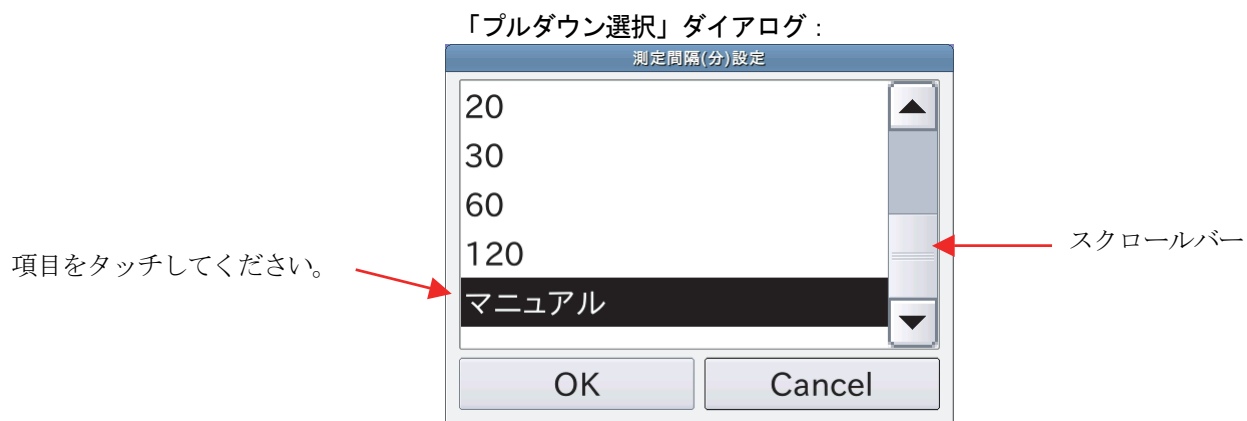 「プルダウン選択」ダイアログ：
測定間隔(分)設定
20
30
60
120
マニュアル
OK
Cancel
項目をタッチしてください。
スクロールバー